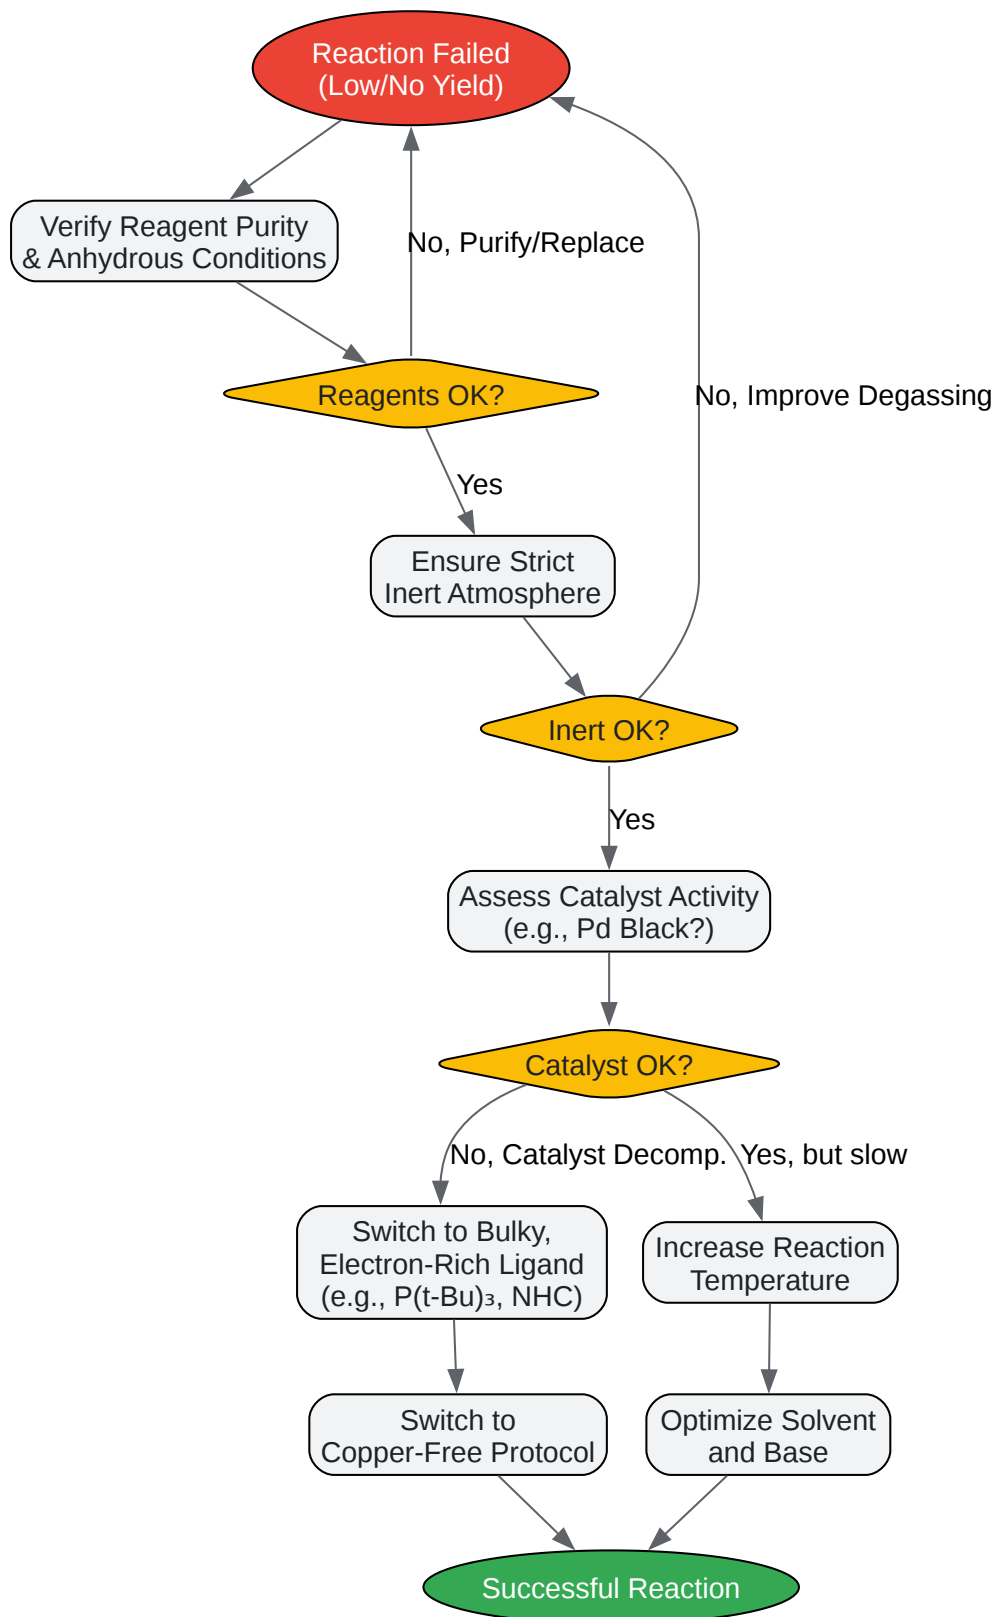 Reaction Failed
(Low/No Yield)
Verify Reagent Purity
& Anhydrous Conditions
No, Purify/Replace
Reagents OK?
No, Improve Degassing
Yes
Ensure Strict
Inert Atmosphere
Inert OK?
Yes
Assess Catalyst Activity
(e.g., Pd Black?)
Catalyst OK?
No, Catalyst Decomp.
Yes, but slow
Switch to Bulky,
Electron-Rich Ligand
(e.g., P(t-Bu)₃, NHC)
Increase Reaction
Temperature
Switch to
Copper-Free Protocol
Optimize Solvent
and Base
Successful Reaction